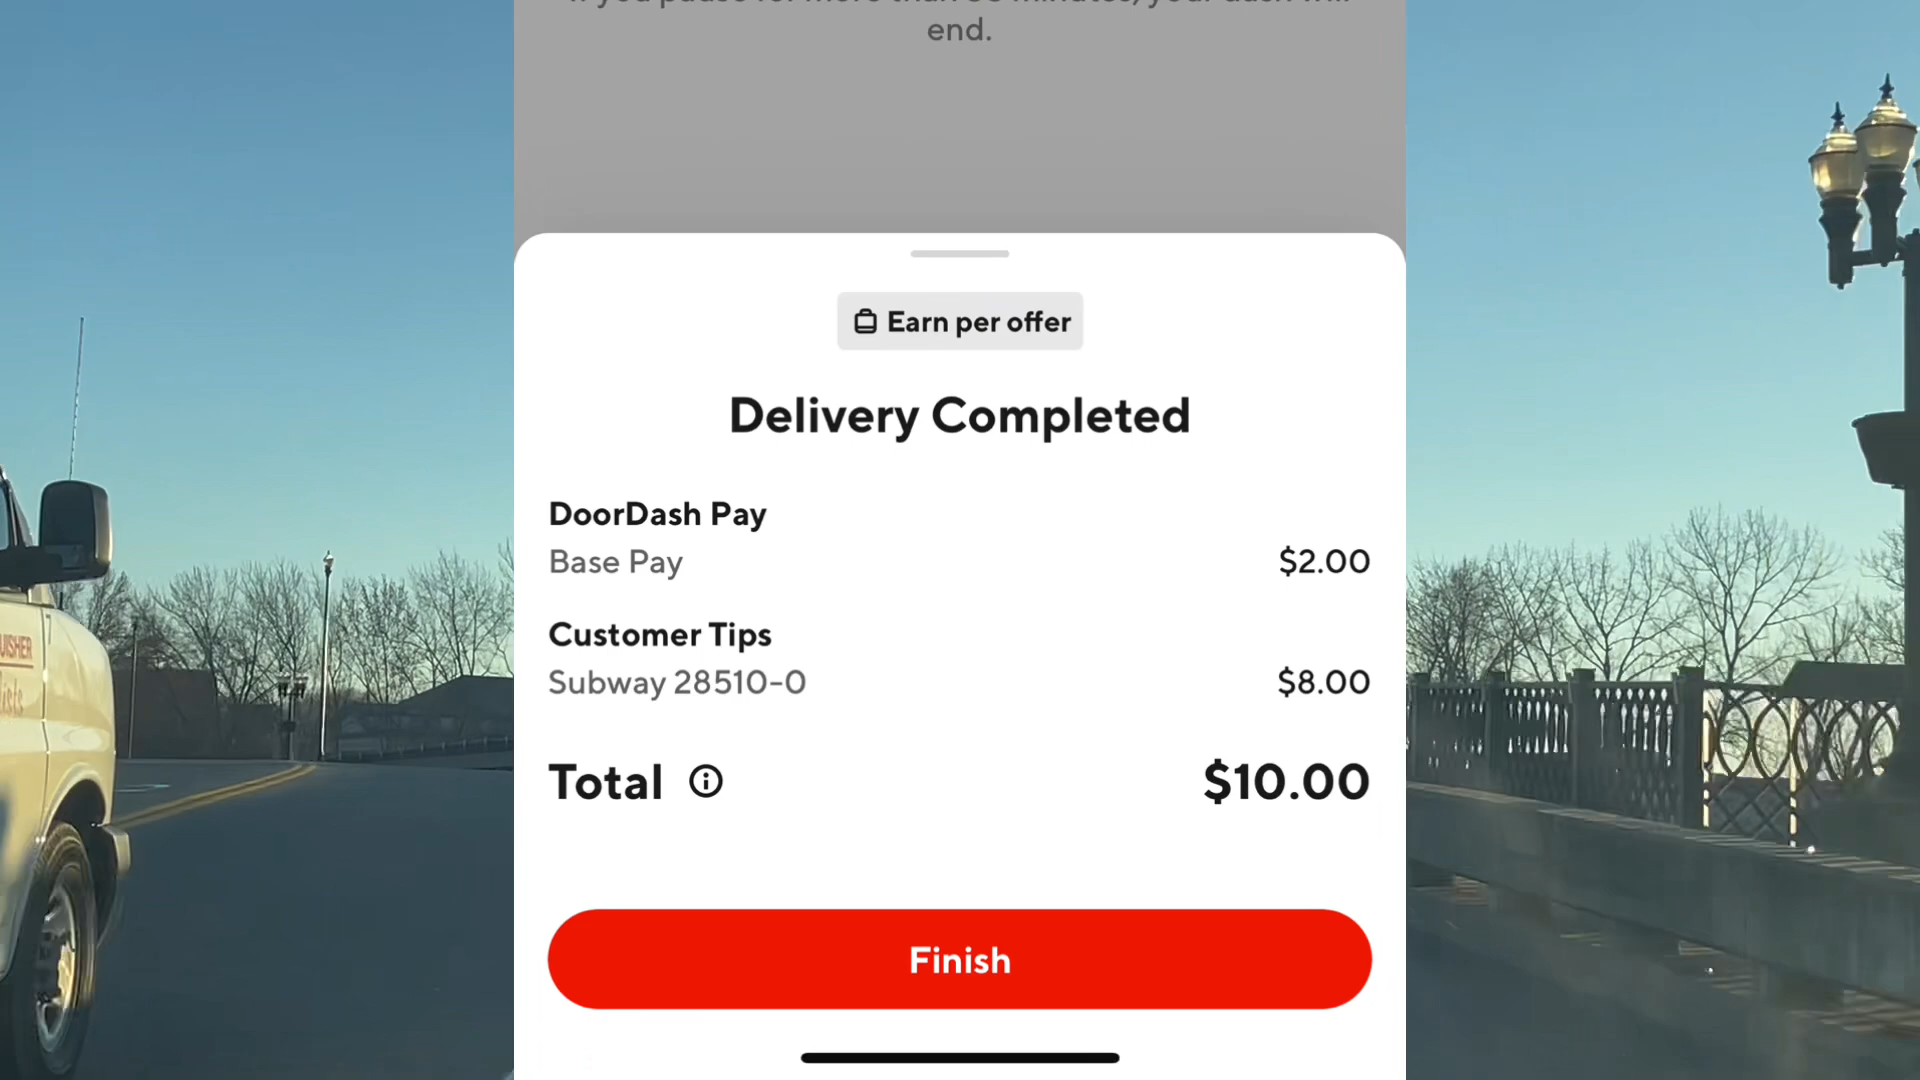 end.
Earn per offer
Delivery Completed
DoorDash Pay
Base Pay $2.00
Customer Tips
Subway 28510-0 $8.00
Total $10.00
Finish
UISHER